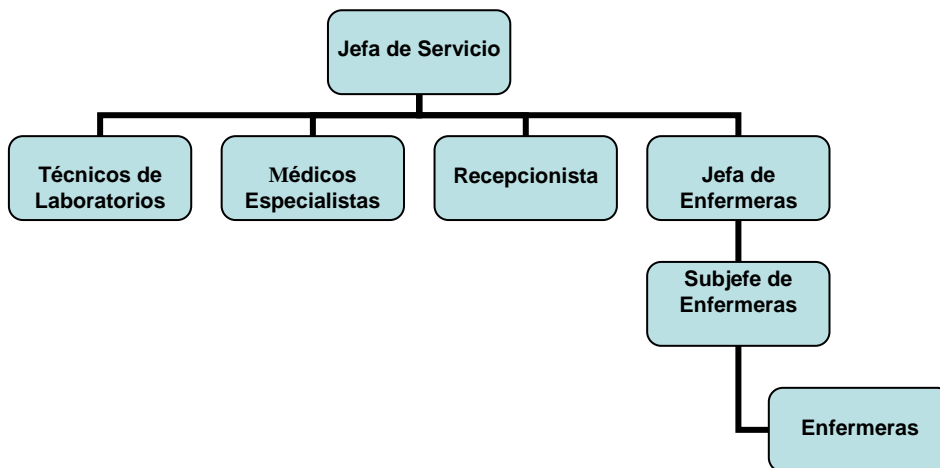 Jefa de Servicio
Técnicos de
Laboratorios
Médicos
Especialistas
Recepcionista
Jefa de
Enfermeras
Subjefe de
Enfermeras
Enfermeras